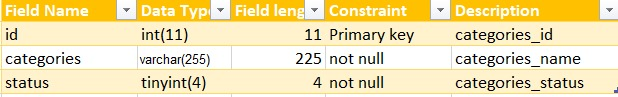 Field Name Data Typ Field leng Constraint Description
id int(11) 11 Primary key categories_id
categories varchar(255) 225 not null categories_name
status tinyint(4) 4 not null categories_status